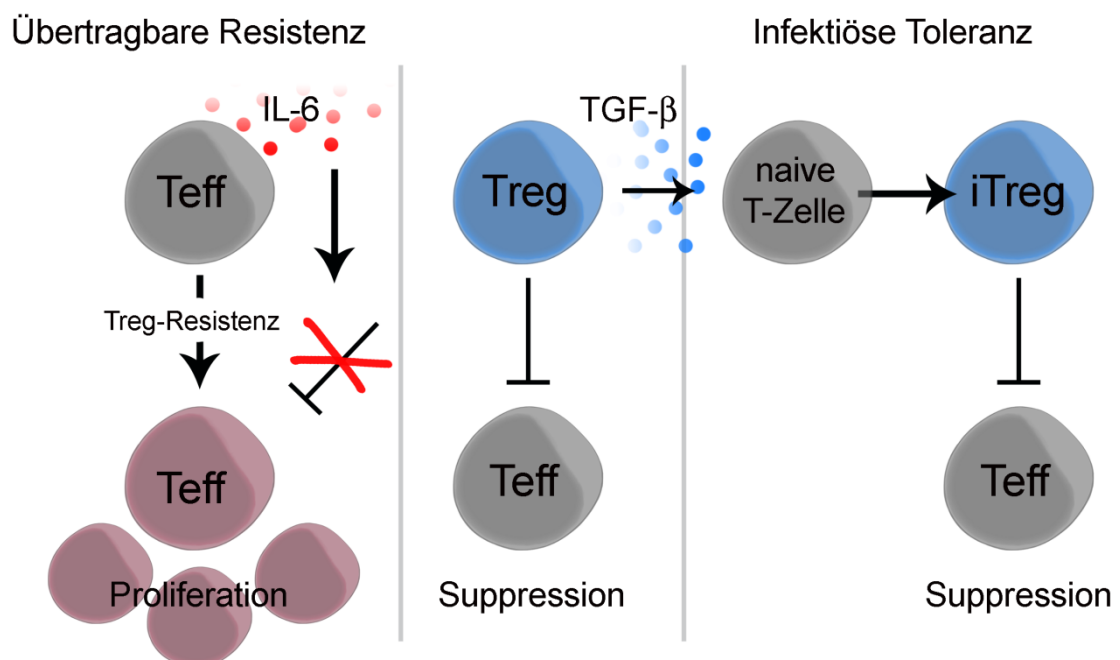 Übertragbare Resistenz
IL-6
Teff
Treg-Resistenz
Teff
Proliferation
TGF-β
Treg
Teff
Suppression
Infektiöse Toleranz
naive
T-Zelle
iTreg
Teff
Suppression